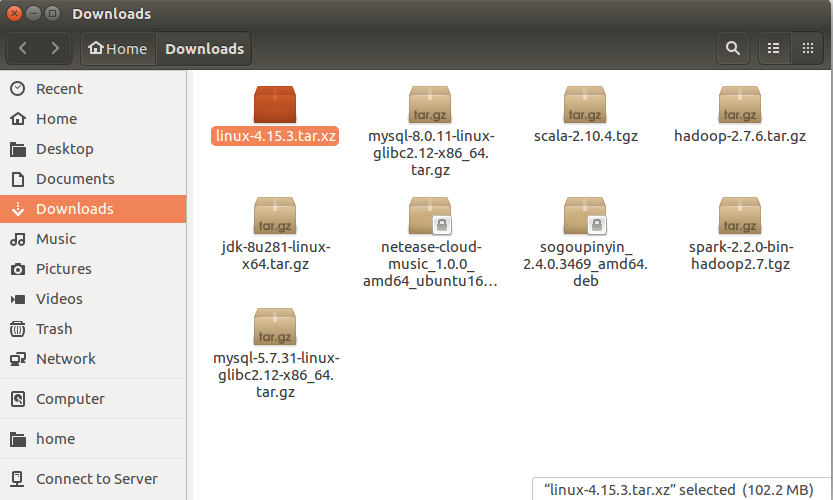 Downloads
Home
Downloads
Recent
Home
Desktop
Documents
Downloads
Music
Pictures
Videos
Trash
Network
Computer
home
Connect to Server
linux-4.15.3.tar.xz
tar.gz
mysql-8.0.11-linux-
glibc2.12-x86_64.
tar.gz
tar.gz
scala-2.10.4.tgz
tar.gz
hadoop-2.7.6.tar.gz
tar.gz
jdk-8u281-linux-
x64.tar.gz
netease-cloud-
music_1.0.0_
amd64_ubuntu16…
sogoupinyin_
2.4.0.3469_amd64.
deb
tar.gz
spark-2.2.0-bin-
hadoop2.7.tgz
tar.gz
mysql-5.7.31-linux-
glibc2.12-x86_64.
tar.gz
“linux-4.15.3.tar.xz” selected (102.2 MB)